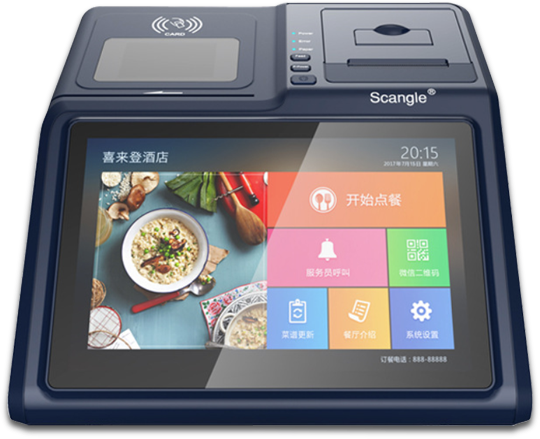 CARD
Power
Error
Paper
Feed
Scangle®
喜来登酒店
20:15
2017年7月15日 星期六
开始点餐
服务员呼叫
微信二维码
菜道更新
餐厅介绍
系统设置
订餐电话：888-88888